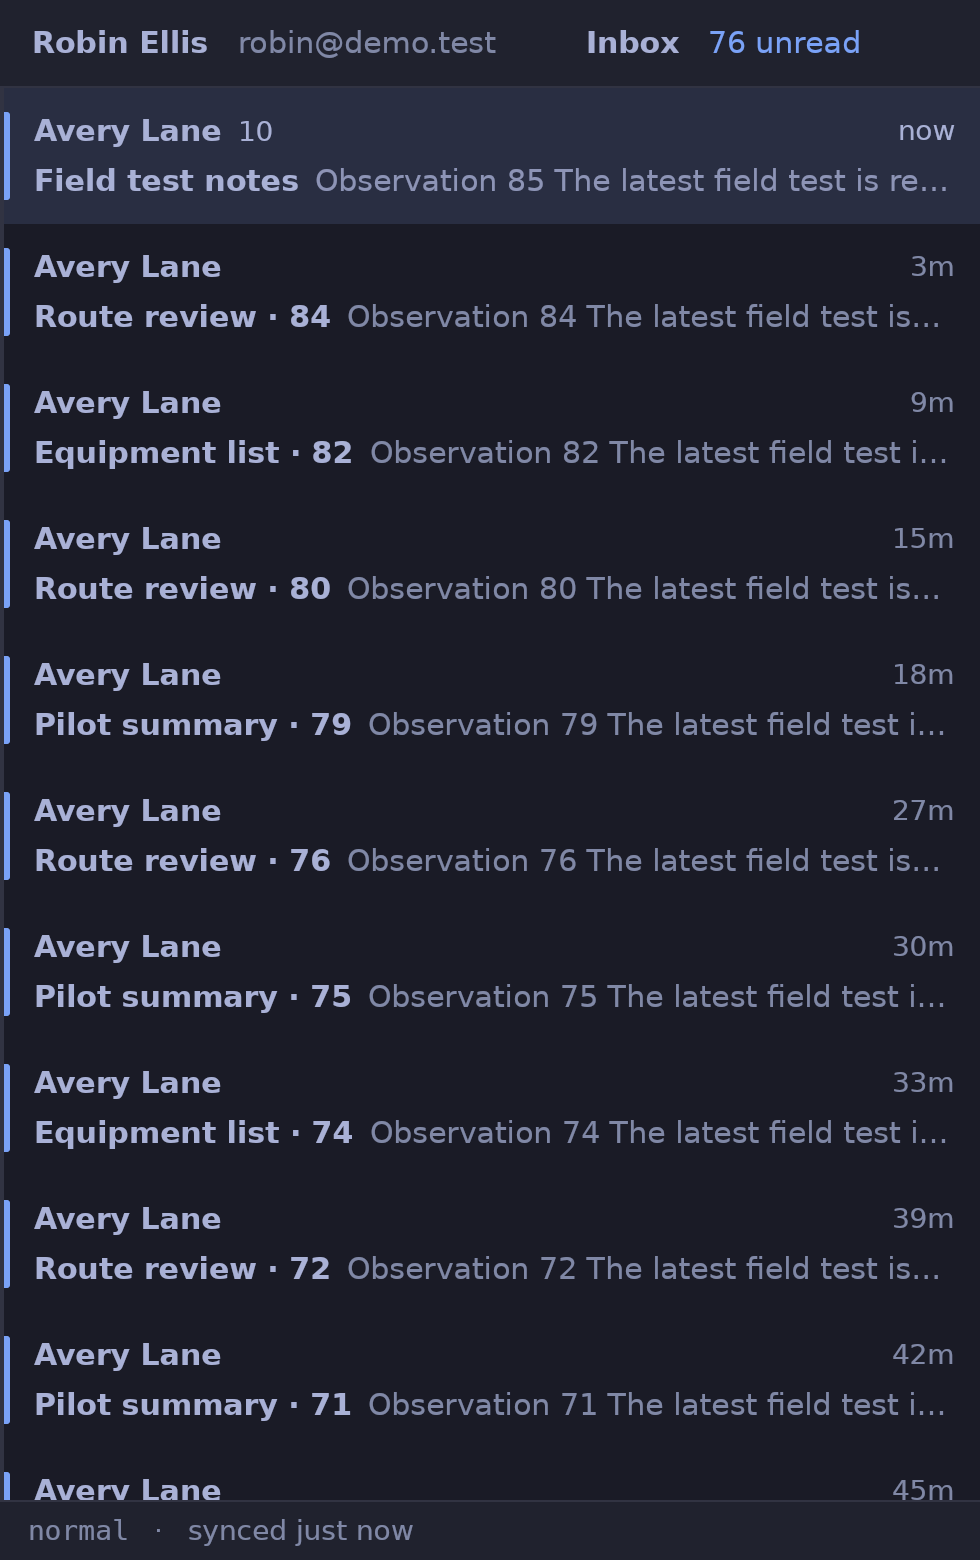 Robin Ellis robin@demo.test Inbox 76 unread
Avery Lane 10 now
Field test notes Observation 85 The latest field test is re…
Avery Lane 3m
Route review · 84 Observation 84 The latest field test is…
Avery Lane 9m
Equipment list · 82 Observation 82 The latest field test i…
Avery Lane 15m
Route review · 80 Observation 80 The latest field test is…
Avery Lane 18m
Pilot summary · 79 Observation 79 The latest field test i…
Avery Lane 27m
Route review · 76 Observation 76 The latest field test is…
Avery Lane 30m
Pilot summary · 75 Observation 75 The latest field test i…
Avery Lane 33m
Equipment list · 74 Observation 74 The latest field test i…
Avery Lane 39m
Route review · 72 Observation 72 The latest field test is…
Avery Lane 42m
Pilot summary · 71 Observation 71 The latest field test i…
Avery Lane 45m
normal · synced just now